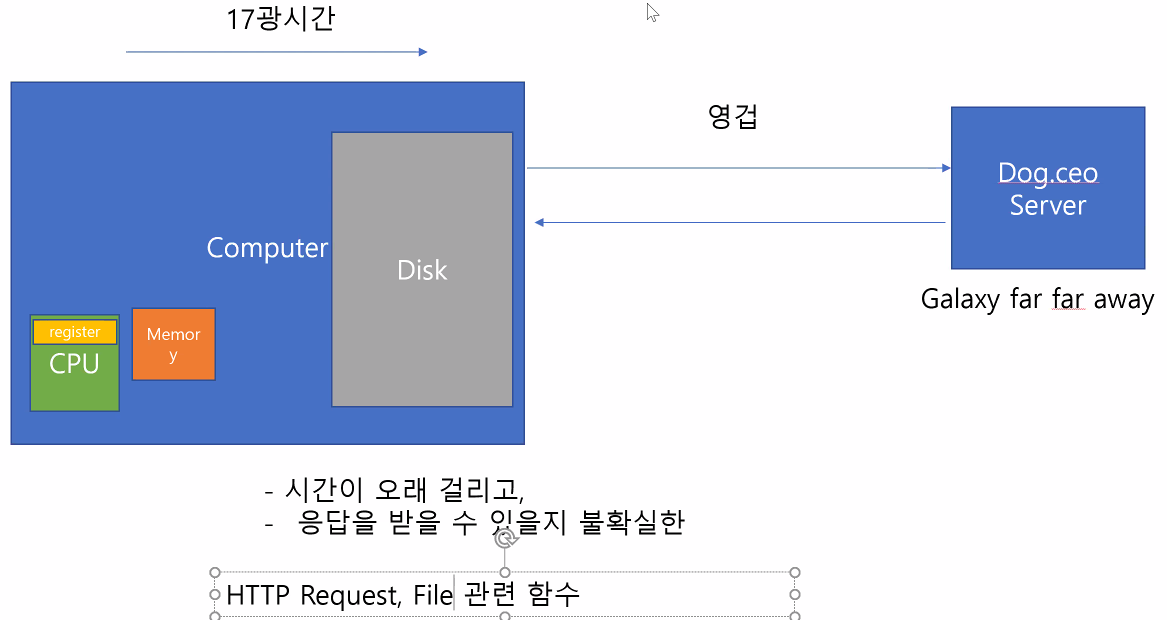 17광시간
영겁
Dog.ceo
Server
Computer
Disk
Galaxy far far away
register
CPU
Memor
y
- 시간이 오래 걸리고,
- 응답을 받을 수 있을지 불확실한
HTTP Request, File 관련 함수